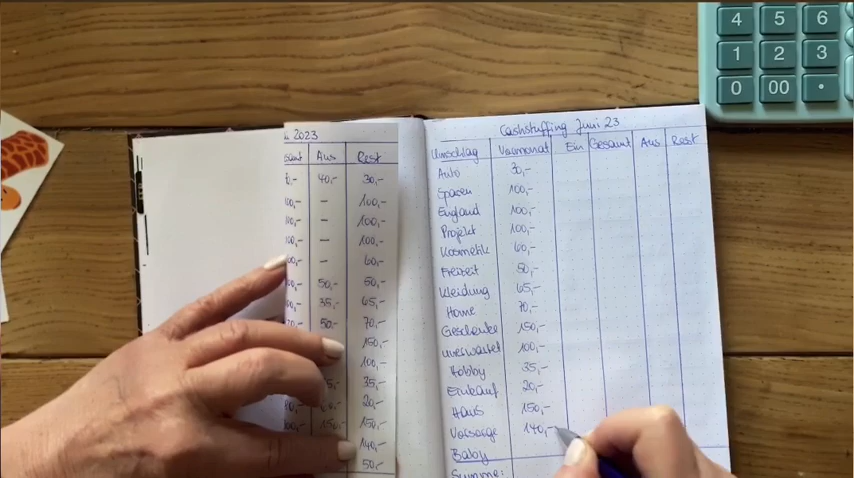 4 5 6
1 2 3
0 00 •
2023
Aus Rest
40,- 30,-
- 100,-
- 100,-
- 100,-
- 60,-
50,- 50,-
35,- 65,-
50,- 70,-
150,-
100,-
35,-
20,-
150,- 150,-
140,-
50,-
Cashstuffing Juni 23
Umschlag Vormonat Ein Gesamt Aus Rest
Auto 30,-
Sparen 100,-
England 100,-
Projekt 100,-
Kosmetik 60,-
Freizeit 50,-
Kleidung 65,-
Home 70,-
Geschenke 150,-
unerwartet 100,-
Hobby 35,-
Einkauf 20,-
Haus 150,-
Vorsorge 140,-
Baby
Summe: